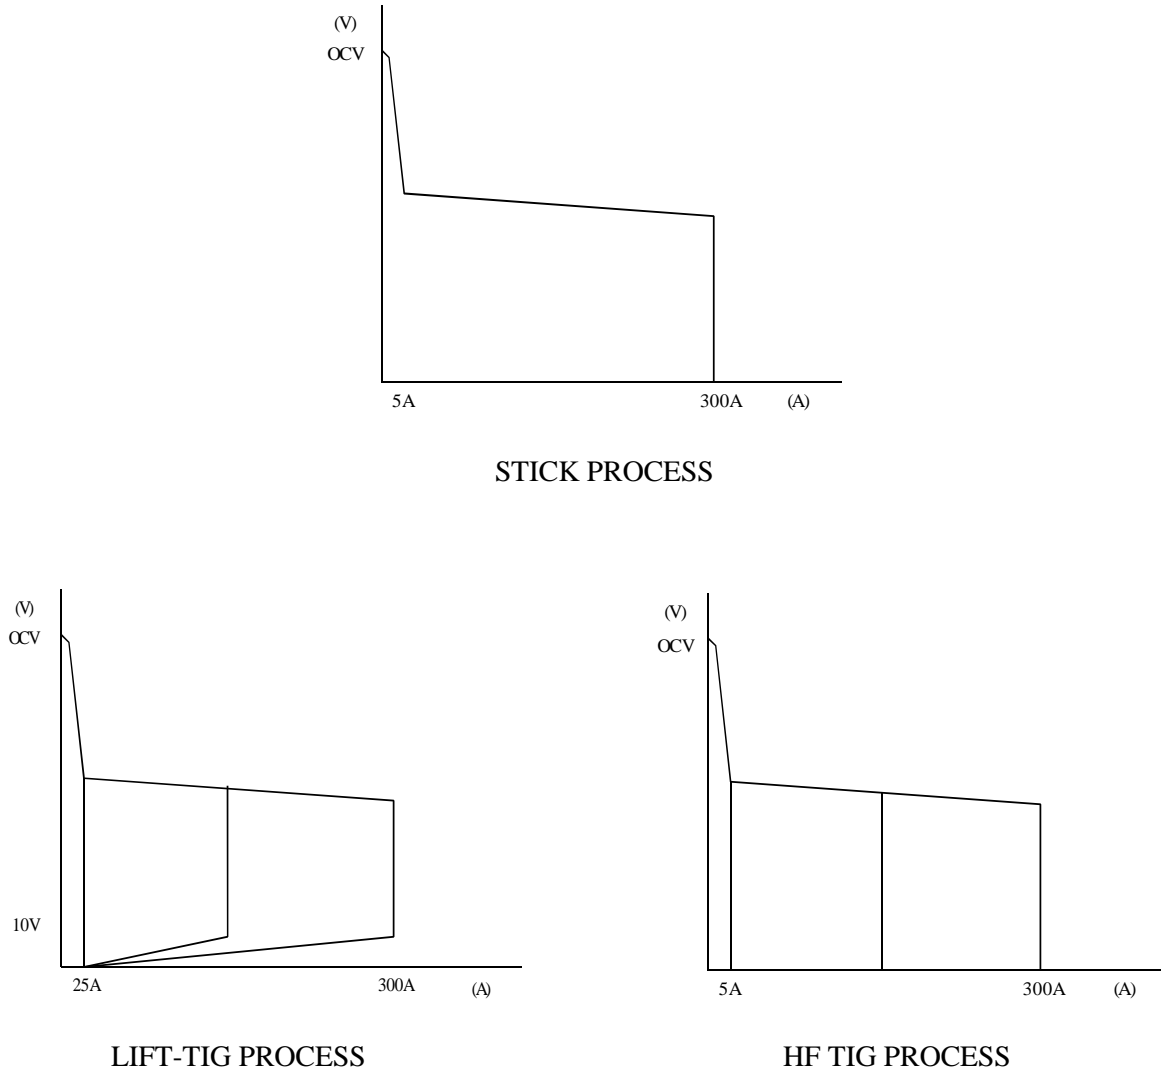 (V)
OCV
5A 300A (A)
STICK PROCESS
(V)
OCV
10V
25A 300A (A)
LIFT-TIG PROCESS
(V)
OCV
5A 300A (A)
HF TIG PROCESS